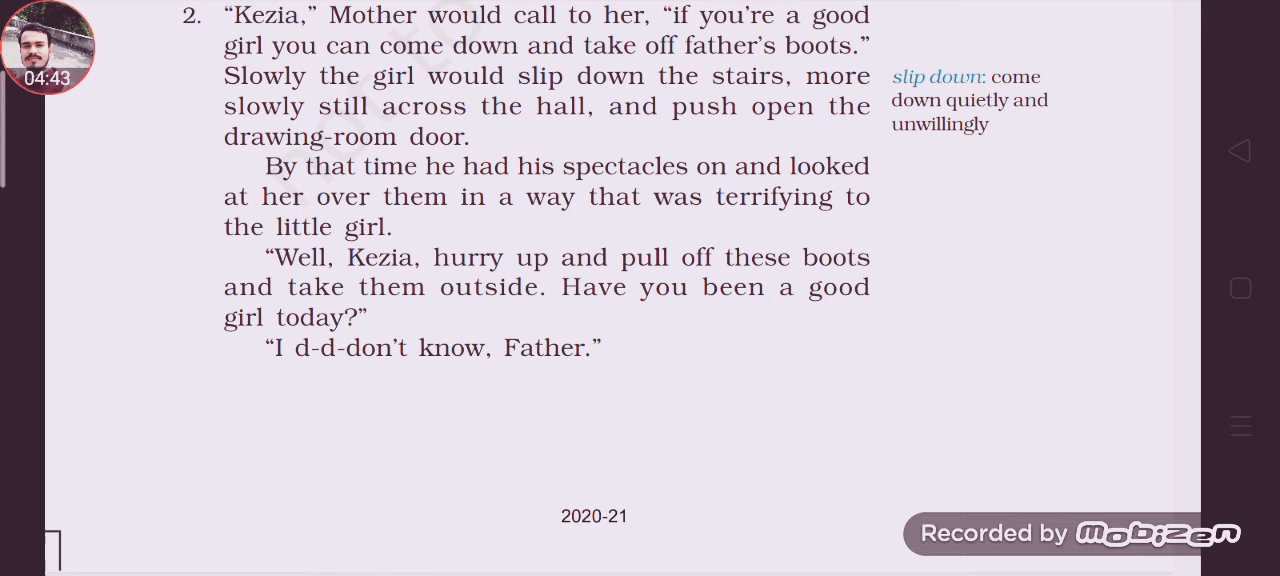 04:43
2. “Kezia,” Mother would call to her, “if you’re a good
girl you can come down and take off father’s boots.”
Slowly the girl would slip down the stairs, more
slowly still across the hall, and push open the
drawing-room door.
By that time he had his spectacles on and looked
at her over them in a way that was terrifying to
the little girl.
“Well, Kezia, hurry up and pull off these boots
and take them outside. Have you been a good
girl today?”
“I d-d-don’t know, Father.”
slip down: come
down quietly and
unwillingly
not to
2020-21
Recorded by Mobizen